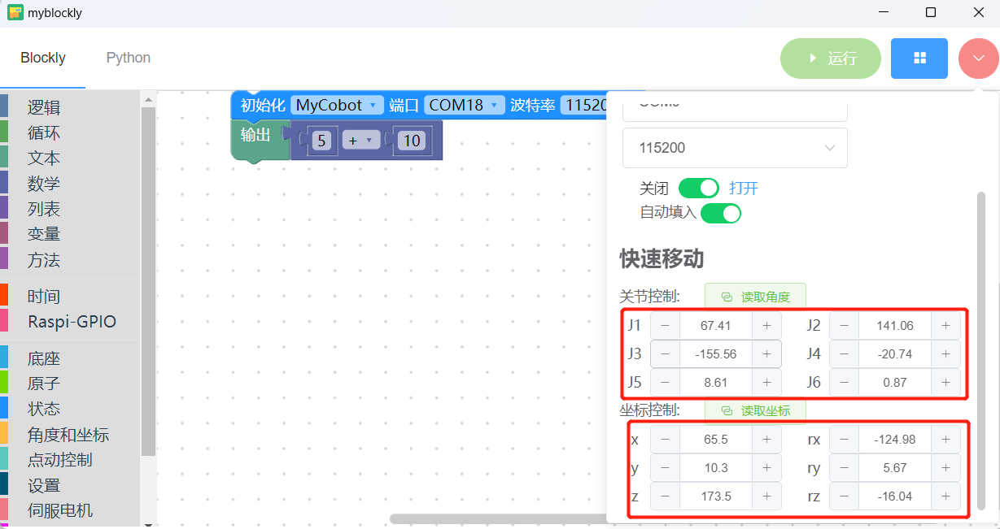 myblockly
Blockly Python
运行
逻辑
循环
文本
数学
列表
变量
方法
时间
Raspi-GPIO
底座
原子
状态
角度和坐标
点动控制
设置
伺服电机
初始化 MyCobot 端口 COM18 波特率 11520
输出 5 + 10
115200
关闭 打开
自动填入
快速移动
关节控制: 读取角度
J1 − 67.41 + J2 − 141.06 +
J3 − -155.56 + J4 − -20.74 +
J5 − 8.61 + J6 − 0.87 +
坐标控制: 读取坐标
x − 65.5 + rx − -124.98 +
y − 10.3 + ry − 5.67 +
z − 173.5 + rz − -16.04 +